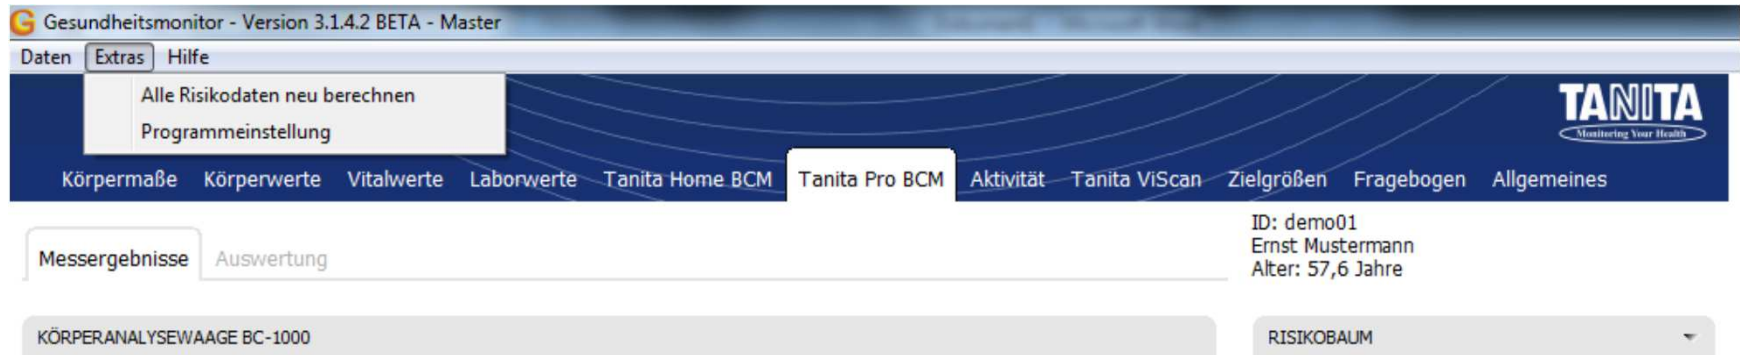 Gesundheitsmonitor - Version 3.1.4.2 BETA - Master
Daten Extras Hilfe
Alle Risikodaten neu berechnen
Programmeinstellung
TANITA
Monitoring Your Health
Körpermaße Körperwerte Vitalwerte Laborwerte Tanita Home BCM Tanita Pro BCM Aktivität Tanita ViScan Zielgrößen Fragebogen Allgemeines
ID: demo01
Ernst Mustermann
Alter: 57,6 Jahre
Messergebnisse Auswertung
KÖRPERANALYSEWAAGE BC-1000
RISIKOBAUM